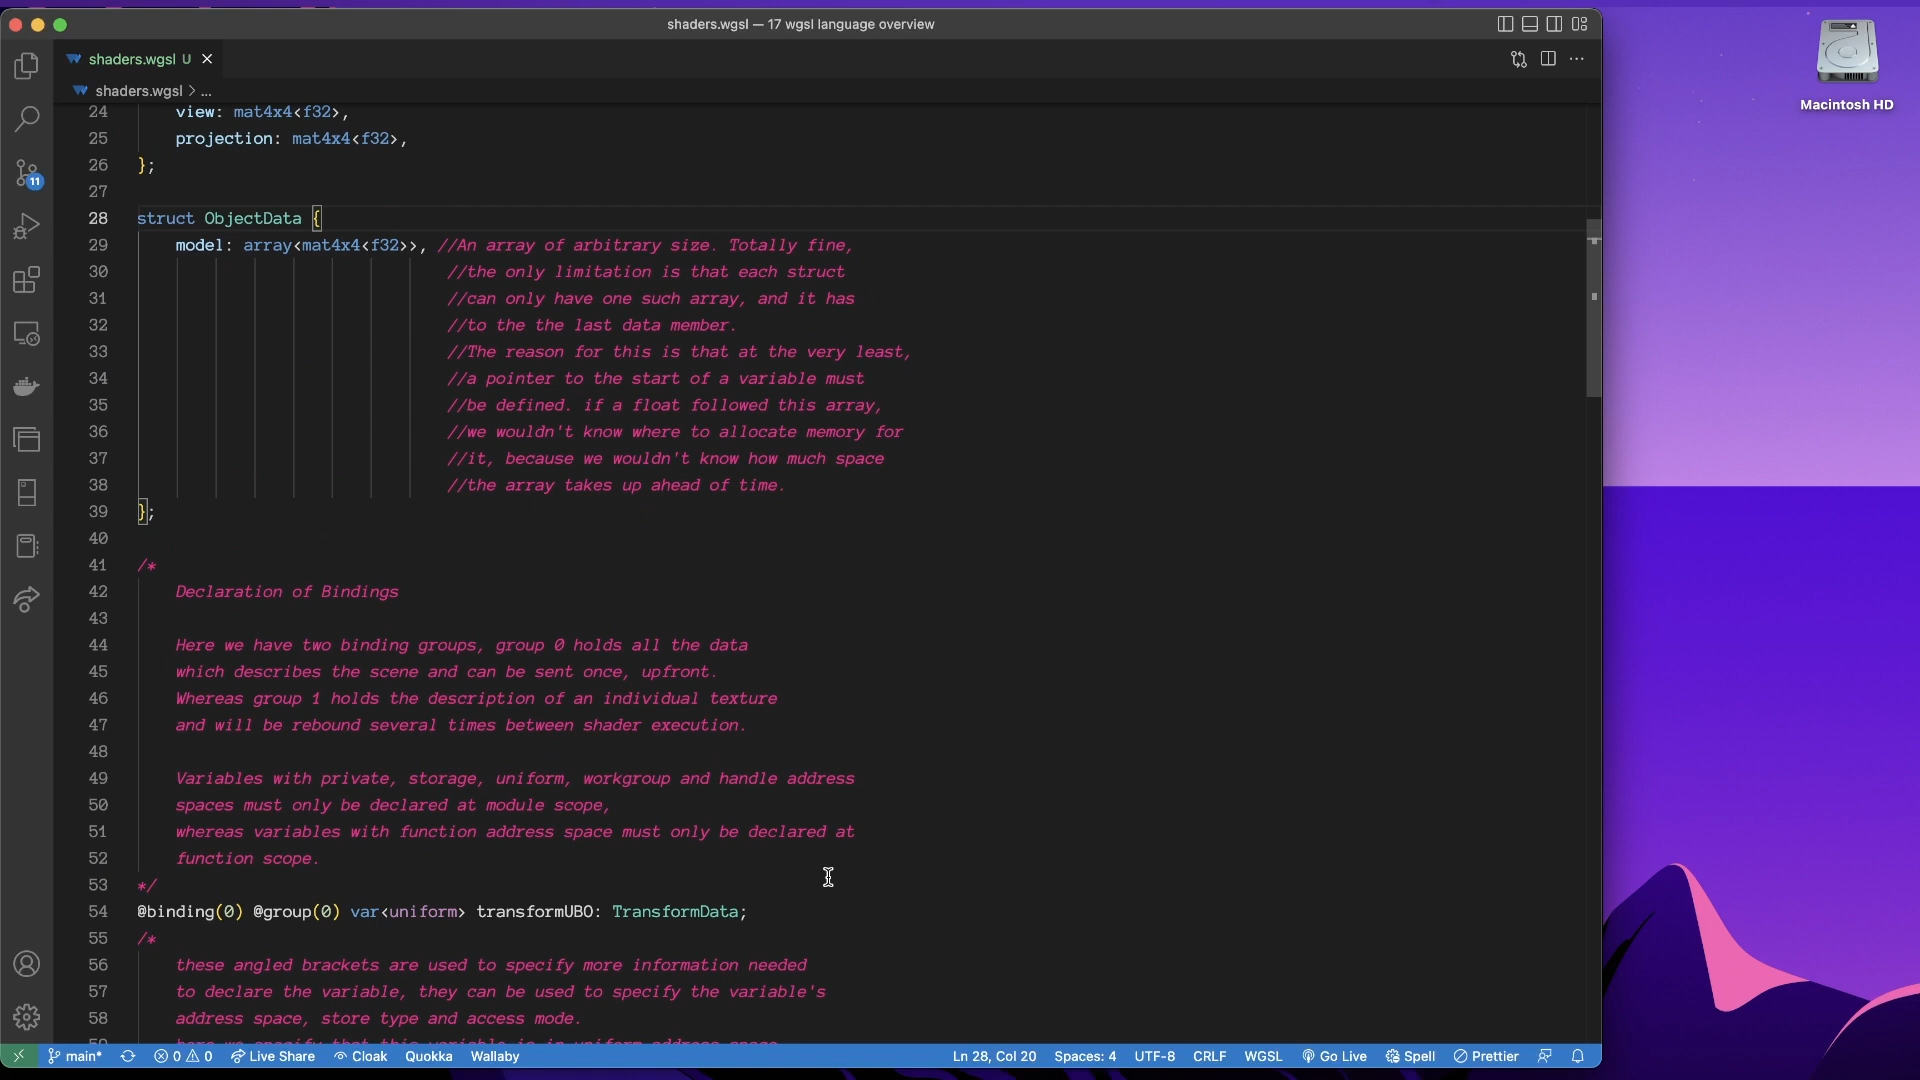 shaders.wgsl — 17 wgsl language overview
Macintosh HD
shaders.wgsl U
shaders.wgsl > ...
11
24 view: mat4x4<f32>,
25 projection: mat4x4<f32>,
26 };
27
28 struct ObjectData {
29 model: array<mat4x4<f32>>, //An array of arbitrary size. Totally fine,
30 //the only limitation is that each struct
31 //can only have one such array, and it has
32 //to the the last data member.
33 //The reason for this is that at the very least,
34 //a pointer to the start of a variable must
35 //be defined. if a float followed this array,
36 //we wouldn't know where to allocate memory for
37 //it, because we wouldn't know how much space
38 //the array takes up ahead of time.
39 };
40
41 /*
42 Declaration of Bindings
43
44 Here we have two binding groups, group 0 holds all the data
45 which describes the scene and can be sent once, upfront.
46 Whereas group 1 holds the description of an individual texture
47 and will be rebound several times between shader execution.
48
49 Variables with private, storage, uniform, workgroup and handle address
50 spaces must only be declared at module scope,
51 whereas variables with function address space must only be declared at
52 function scope.
53 */
54 @binding(0) @group(0) var<uniform> transformUBO: TransformData;
55 /*
56 these angled brackets are used to specify more information needed
57 to declare the variable, they can be used to specify the variable's
58 address space, store type and access mode.
59 here we specify that this variable is in uniform address space
main* 0 0 Live Share Cloak Quokka Wallaby Ln 28, Col 20 Spaces: 4 UTF-8 CRLF WGSL Go Live Spell Prettier